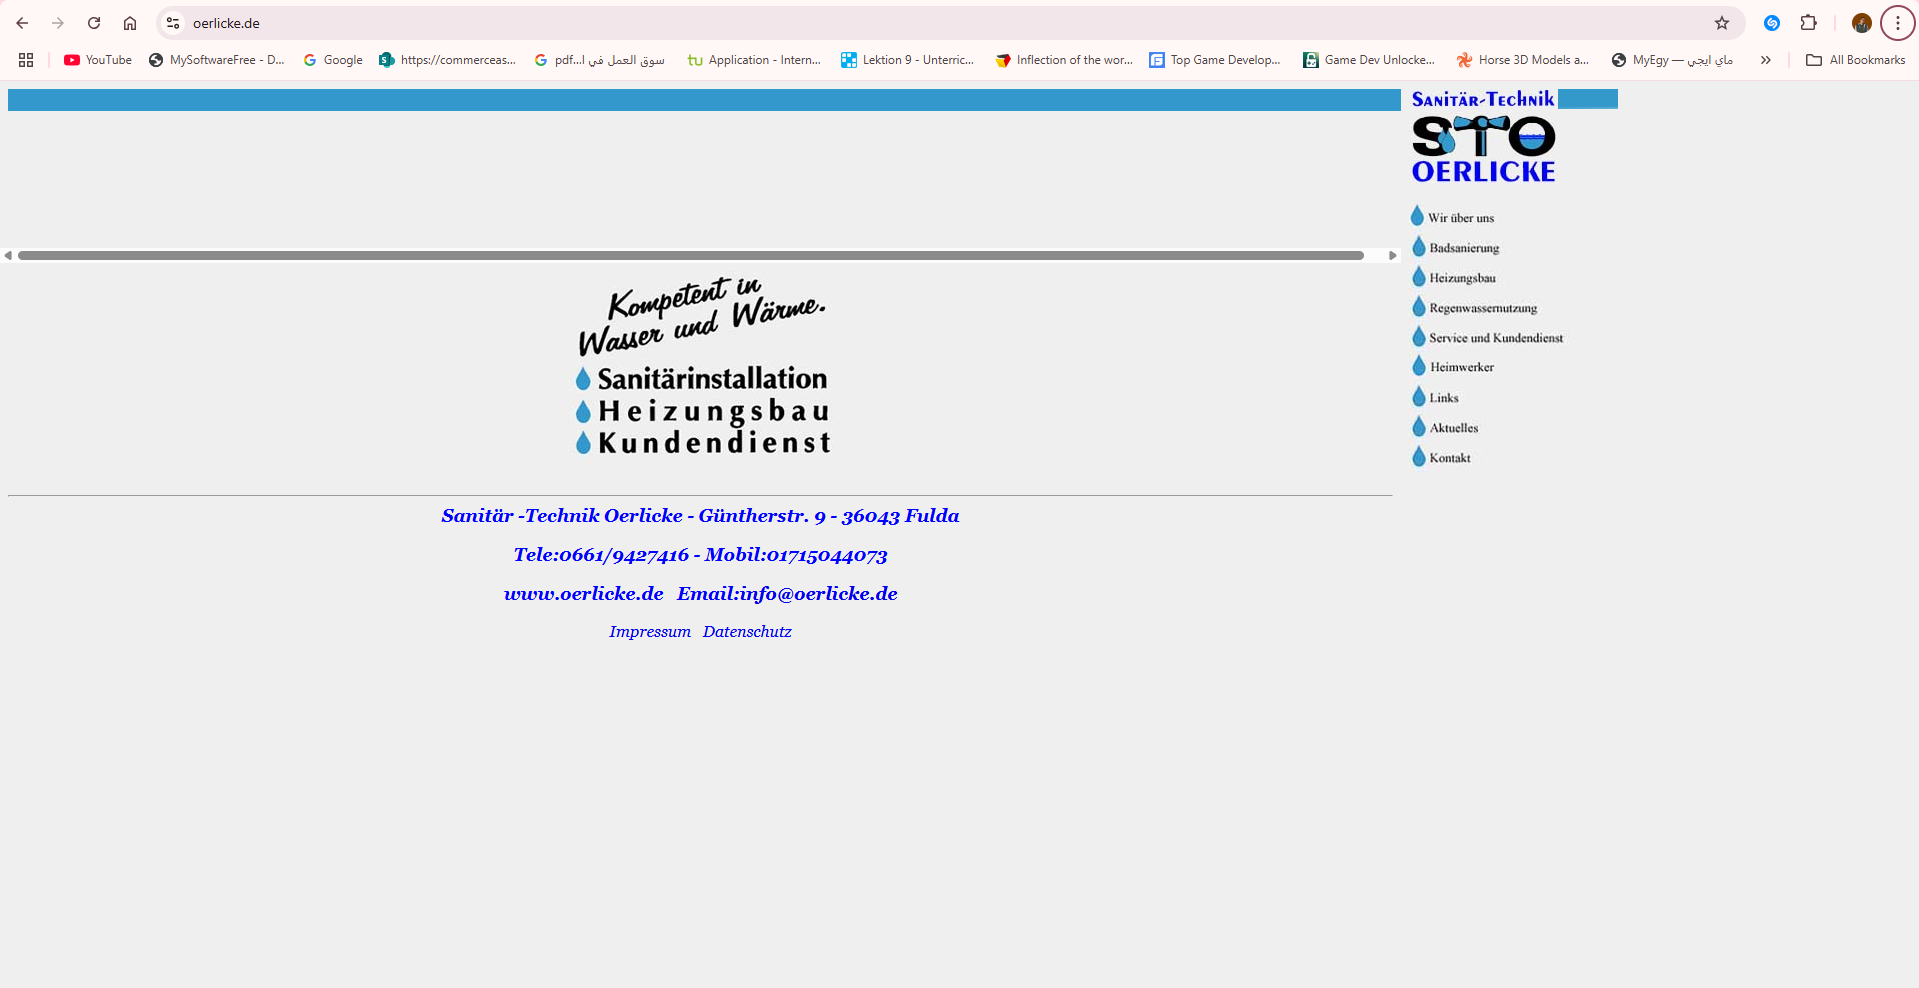 oerlicke.de
YouTube
MySoftwareFree - D...
Google
https://commerceas...
سوق العمل في ا...pdf
Application - Intern...
Lektion 9 - Unterric...
Inflection of the wor...
Top Game Develop...
Game Dev Unlocke...
Horse 3D Models a...
MyEgy — ماي ايجي
All Bookmarks
Sanitär-Technik
STO
OERLICKE
Wir über uns
Badsanierung
Heizungsbau
Regenwassernutzung
Service und Kundendienst
Heimwerker
Links
Aktuelles
Kontakt
Kompetent in
Wasser und Wärme.
Sanitärinstallation
Heizungsbau
Kundendienst
Sanitär -Technik Oerlicke - Güntherstr. 9 - 36043 Fulda
Tele:0661/9427416 - Mobil:01715044073
www.oerlicke.de Email:info@oerlicke.de
Impressum Datenschutz